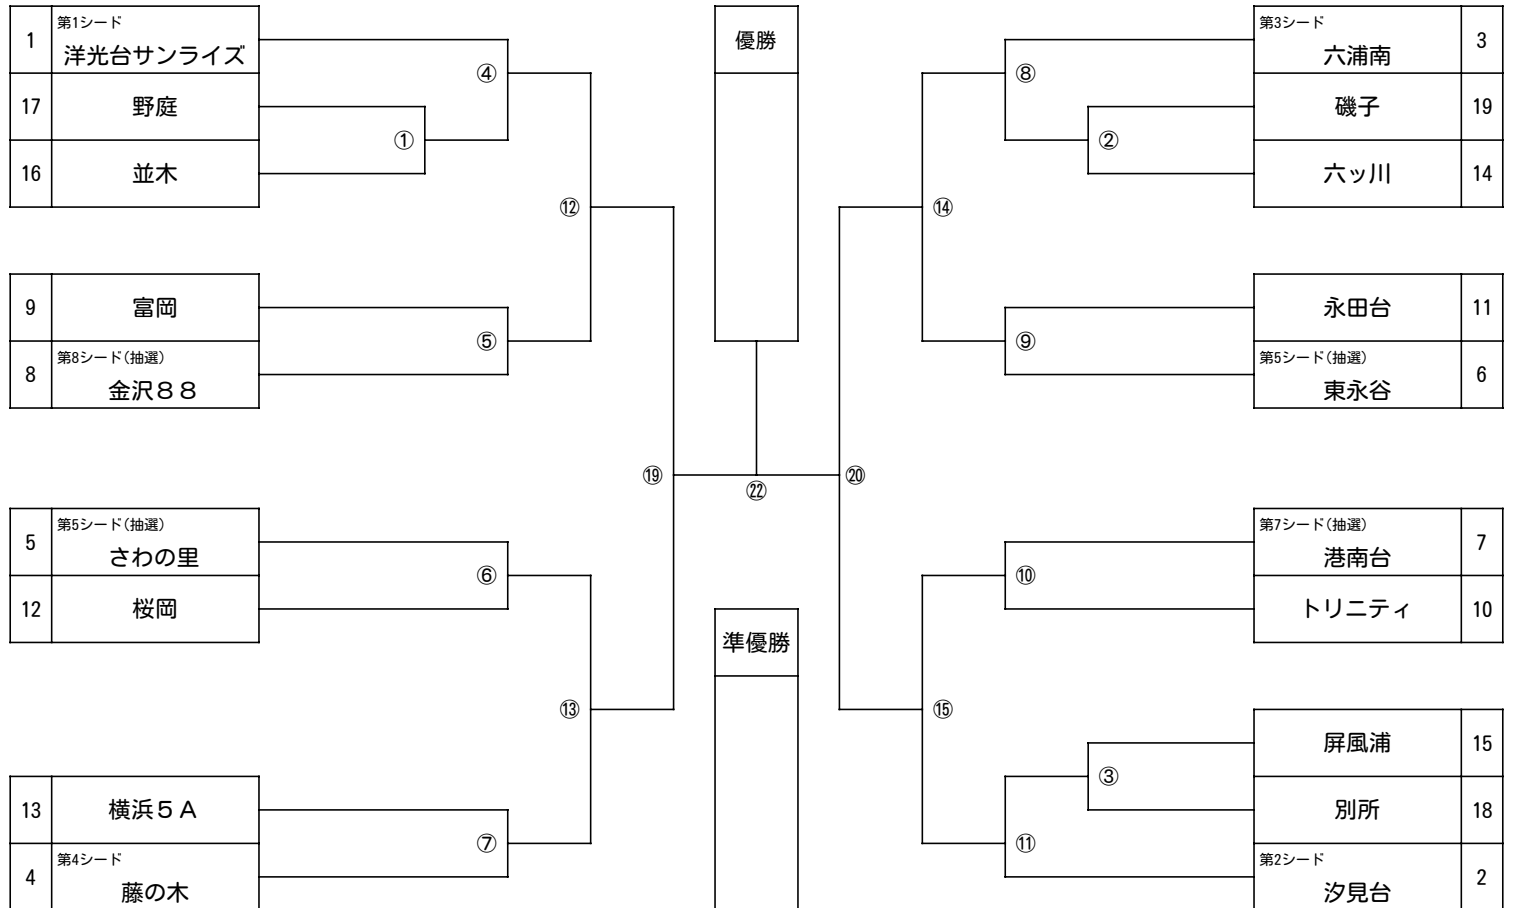 1
第1シード
洋光台サンライズ
17
野庭
16
並木
①
④
9
富岡
8
第8シード(抽選)
金沢８８
⑤
⑫
5
第5シード(抽選)
さわの里
12
桜岡
⑥
13
横浜５Ａ
4
第4シード
藤の木
⑦
⑬
⑲
優勝
㉒
準優勝
第3シード
六浦南
3
磯子
19
六ッ川
14
⑧
②
永田台
11
第5シード(抽選)
東永谷
6
⑨
⑭
⑳
第7シード(抽選)
港南台
7
トリニティ
10
⑩
屏風浦
15
別所
18
第2シード
汐見台
2
③
⑪
⑮